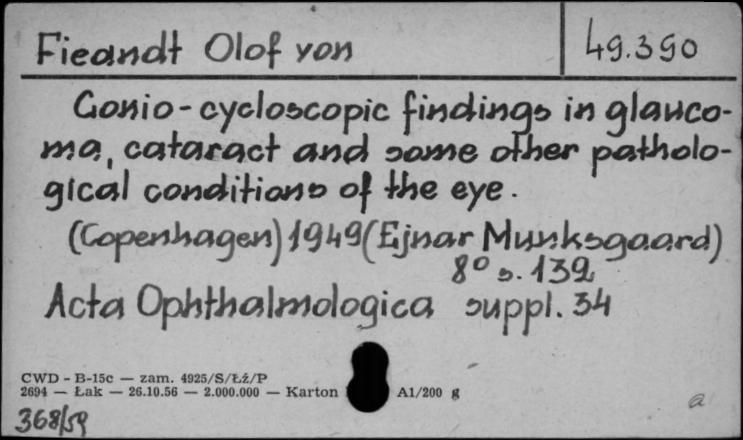 Fieandt Olof von
49.390
Gonio-cycloscopic findings in glauco-
ma, cataract and some other patholo-
gical conditions of the eye.
(Copenhagen) 1949 (Ejnar Munksgaard)
8° s. 132
Acta Ophthalmologica suppl. 34
CWD - B-15c — zam. 4925/S/Łź/P
2694 — Łak — 26.10.56 — 2.000.000 — Karton A1/200 g
a
368/59